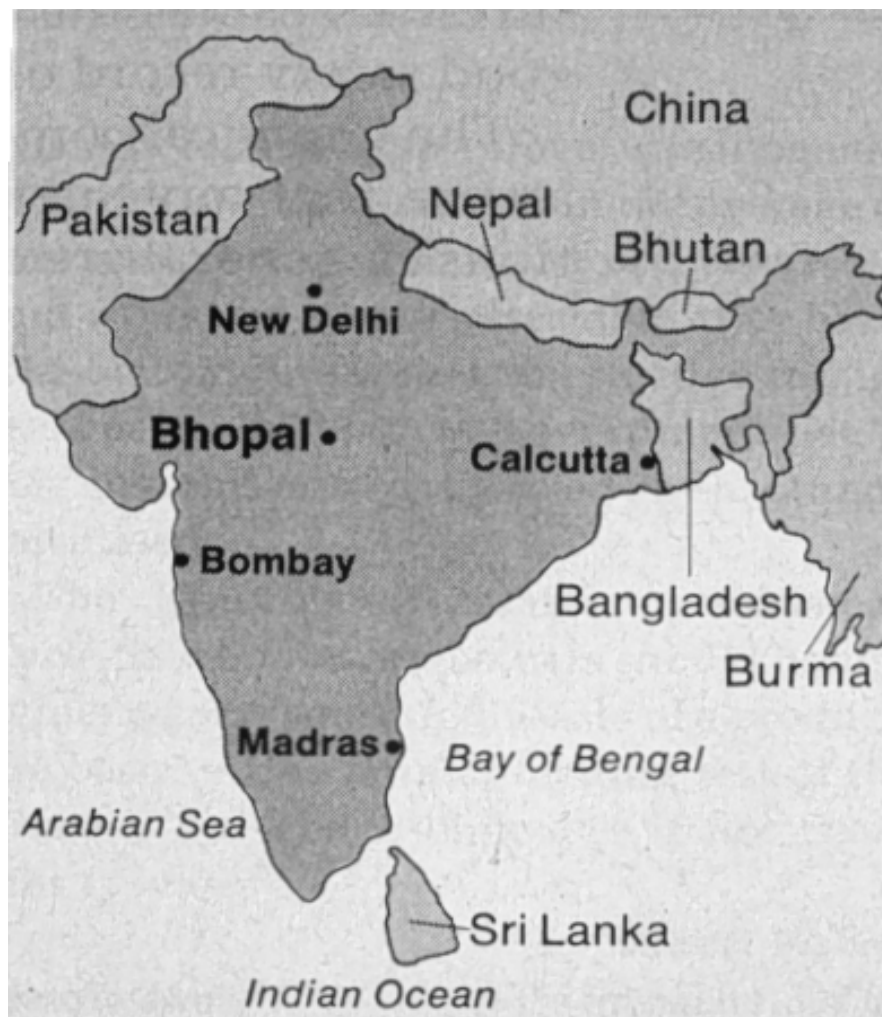 China
Nepal
Pakistan
Bhutan
New Delhi
Bhopal
Calcutta
Bombay
Bangladesh
Burma
Madras
Bay of Bengal
Arabian Sea
Sri Lanka
Indian Ocean